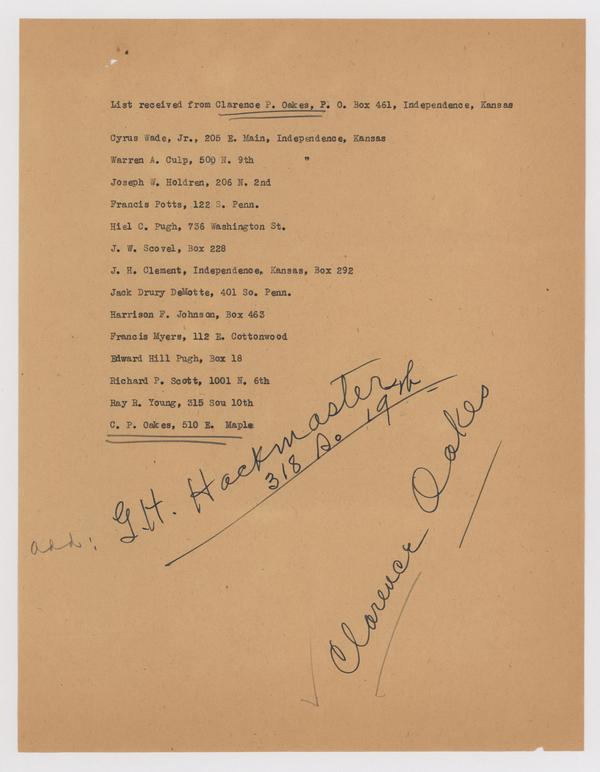 List received from Clarence P. Oakes, P. O. Box 461, Independence, Kansas
Cyrus Wade, Jr., 205 E. Main, Independence, Kansas
Warren A. Culp, 509 N. 9th "
Joseph W. Holdren, 206 N. 2nd
Francis Potts, 122 S. Penn.
Hiel C. Pugh, 736 Washington St.
J. W. Scovel, Box 228
J. H. Clement, Independence, Kansas, Box 292
Jack Drury DeMotte, 401 So. Penn.
Harrison F. Johnson, Box 463
Francis Myers, 112 E. Cottonwood
Edward Hill Pugh, Box 18
Richard P. Scott, 1001 N. 6th
Ray R. Young, 315 Sou 10th
C. P. Oakes, 510 E. Maple
add: G.H. Hackmaster
318 So. 19th
Clarence Oakes